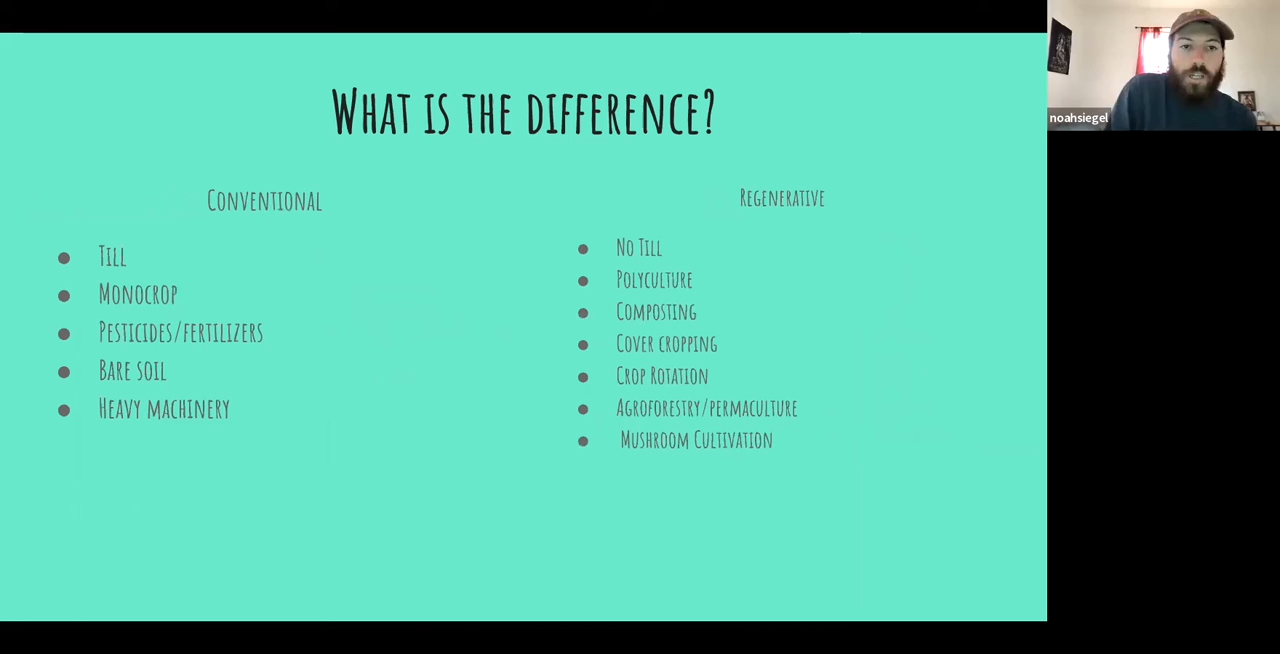 What is the difference?
Conventional
Till
Monocrop
Pesticides/fertilizers
Bare soil
Heavy machinery
Regenerative
No Till
Polyculture
Composting
Cover cropping
Crop Rotation
Agroforestry/permaculture
Mushroom Cultivation
noahsiegel